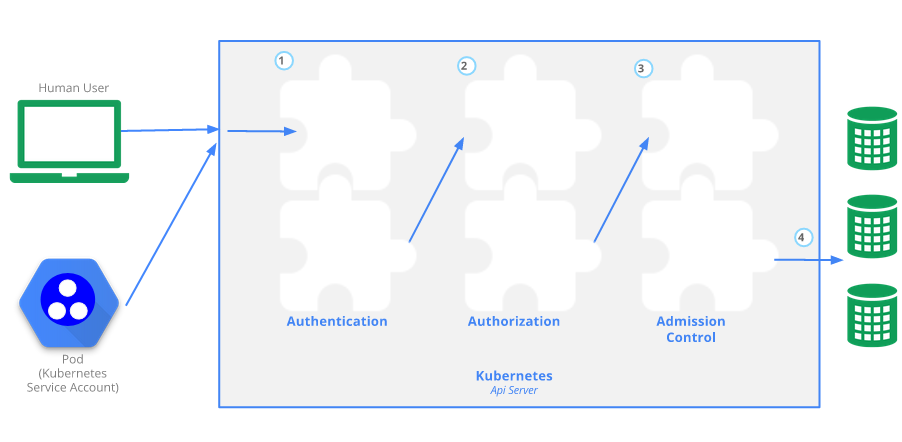 Human User
1
2
3
4
Authentication
Authorization
Admission
Control
Pod
(Kubernetes
Service Account)
Kubernetes
Api Server